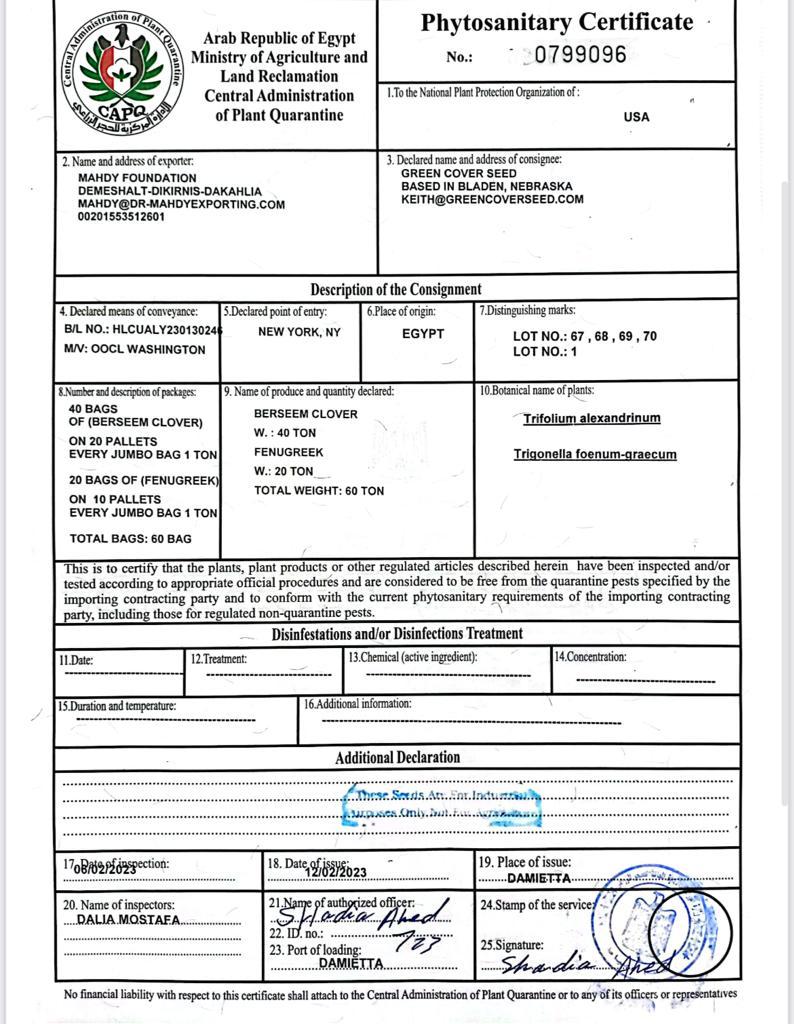 Central Administration of Plant Quarantine
CAPQ
الإدارة المركزية للحجر الزراعي
Arab Republic of Egypt
Ministry of Agriculture and
Land Reclamation
Central Administration
of Plant Quarantine
Phytosanitary Certificate
No.: 0799096
1.To the National Plant Protection Organization of :
USA
2. Name and address of exporter:
MAHDY FOUNDATION
DEMESHALT-DIKIRNIS-DAKAHLIA
MAHDY@DR-MAHDYEXPORTING.COM
00201553512601
3. Declared name and address of consignee:
GREEN COVER SEED
BASED IN BLADEN, NEBRASKA
KEITH@GREENCOVERSEED.COM
Description of the Consignment
4. Declared means of conveyance:
B/L NO.: HLCUALY230130246
M/V: OOCL WASHINGTON
5.Declared point of entry:
NEW YORK, NY
6.Place of origin:
EGYPT
7.Distinguishing marks:
LOT NO.: 67 , 68 , 69 , 70
LOT NO.: 1
8.Number and description of packages:
40 BAGS
OF (BERSEEM CLOVER)
ON 20 PALLETS
EVERY JUMBO BAG 1 TON
20 BAGS OF (FENUGREEK)
ON 10 PALLETS
EVERY JUMBO BAG 1 TON
TOTAL BAGS: 60 BAG
9. Name of produce and quantity declared:
BERSEEM CLOVER
W. : 40 TON
FENUGREEK
W.: 20 TON
TOTAL WEIGHT: 60 TON
10.Botanical name of plants:
Trifolium alexandrinum
Trigonella foenum-graecum
This is to certify that the plants, plant products or other regulated articles described herein have been inspected and/or
tested according to appropriate official procedures and are considered to be free from the quarantine pests specified by the
importing contracting party and to conform with the current phytosanitary requirements of the importing contracting
party, including those for regulated non-quarantine pests.
Disinfestations and/or Disinfections Treatment
11.Date:
12.Treatment:
13.Chemical (active ingredient):
14.Concentration:
15.Duration and temperature:
16.Additional information:
Additional Declaration
These Seeds Are For Industrial
Purposes Only Not For
17. Date of inspection:
06/02/2023
18. Date of issue:
12/02/2023
19. Place of issue:
DAMIETTA
20. Name of inspectors:
DALIA MOSTAFA
21.Name of authorized officer:
Shadia Ahed
22. ID. no.: 723
23. Port of loading:
DAMIETTA
24.Stamp of the service:
25.Signature:
Shadia Ahed
No financial liability with respect to this certificate shall attach to the Central Administration of Plant Quarantine or to any of its officers or representatives